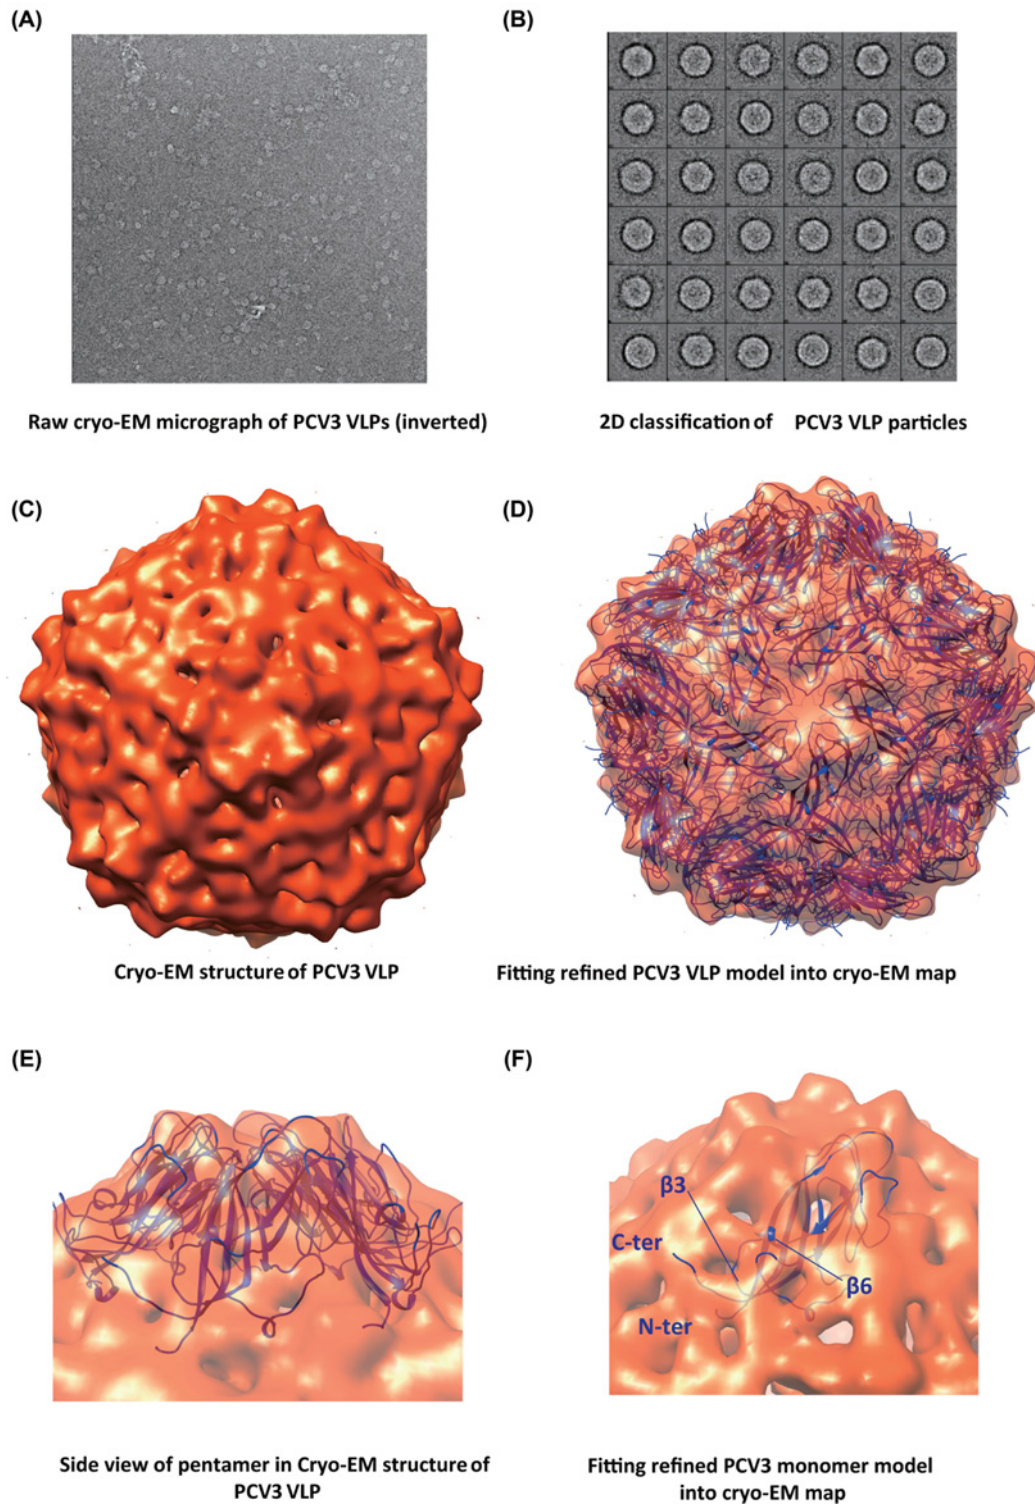 (A)
(B)
Raw cryo-EM micrograph of PCV3 VLPs (inverted)
2D classification of PCV3 VLP particles
(C)
(D)
Cryo-EM structure of PCV3 VLP
Fitting refined PCV3 VLP model into cryo-EM map
(E)
(F)
β3
C-ter
β6
N-ter
Side view of pentamer in Cryo-EM structure of
PCV3 VLP
Fitting refined PCV3 monomer model
into cryo-EM map